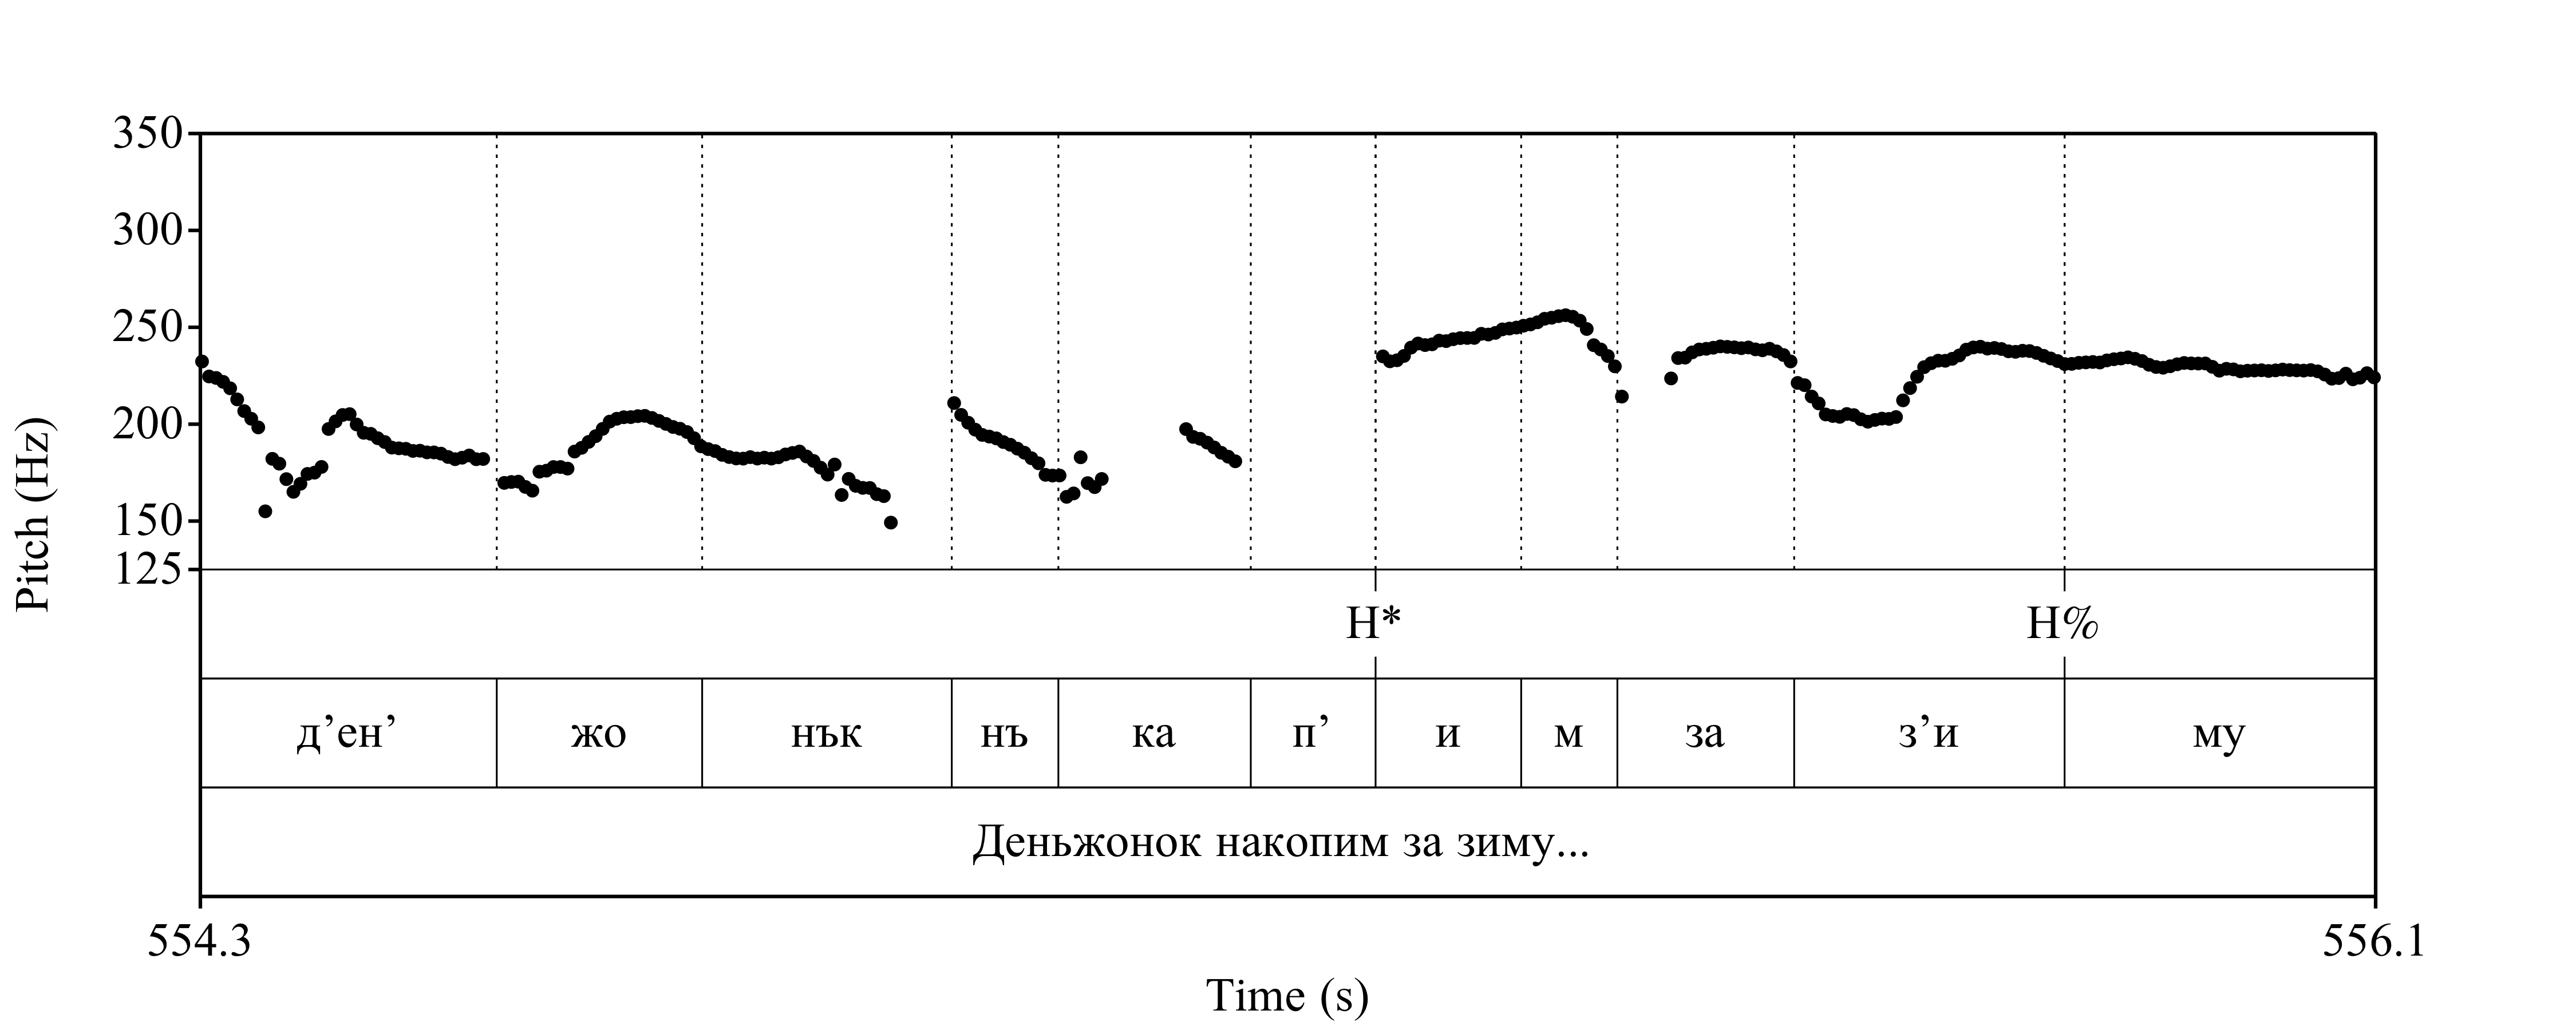 350
300
250
200
150
125
Pitch (Hz)
H* H%
д’ен’ жо нък нъ ка п’ и м за з’и му
Деньжонок накопим за зиму...
554.3 556.1
Time (s)